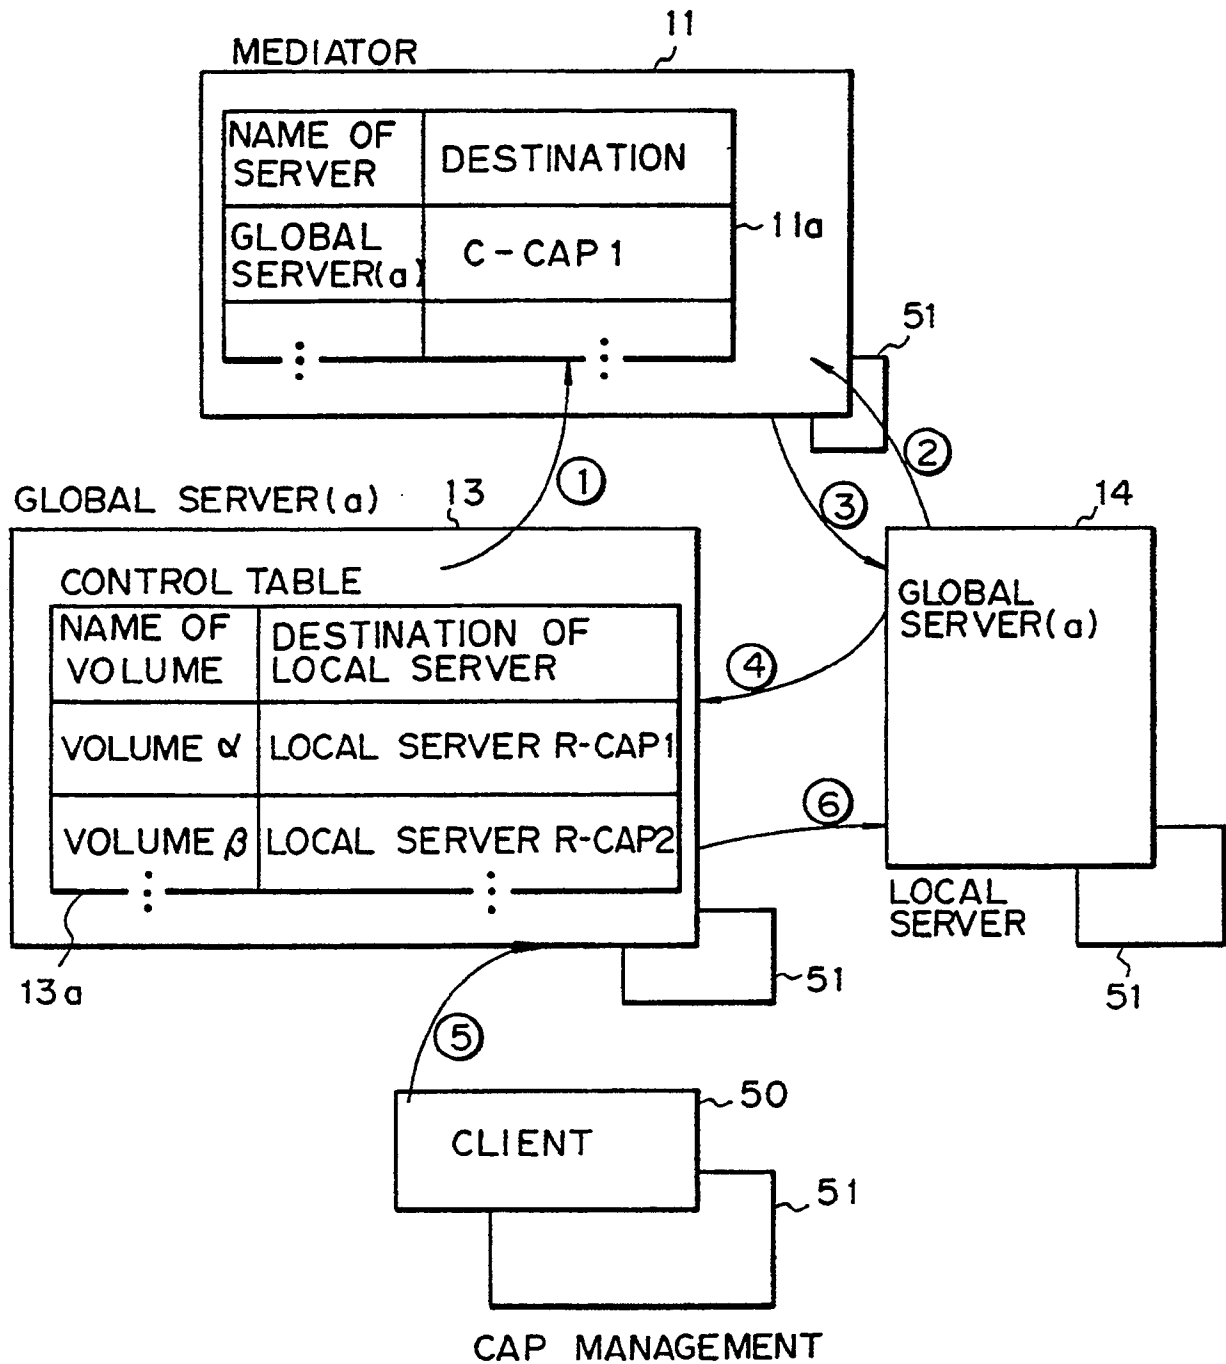 11
MEDIATOR
NAME OF
SERVER
DESTINATION
GLOBAL
SERVER(a)
C-CAP1
11a
51
1
2
3
GLOBAL SERVER(a)
13
14
CONTROL TABLE
NAME OF
VOLUME
DESTINATION OF
LOCAL SERVER
VOLUME α
LOCAL SERVER R-CAP1
VOLUME β
LOCAL SERVER R-CAP2
GLOBAL
SERVER(a)
4
6
LOCAL
SERVER
13a
51
51
5
50
CLIENT
51
CAP MANAGEMENT